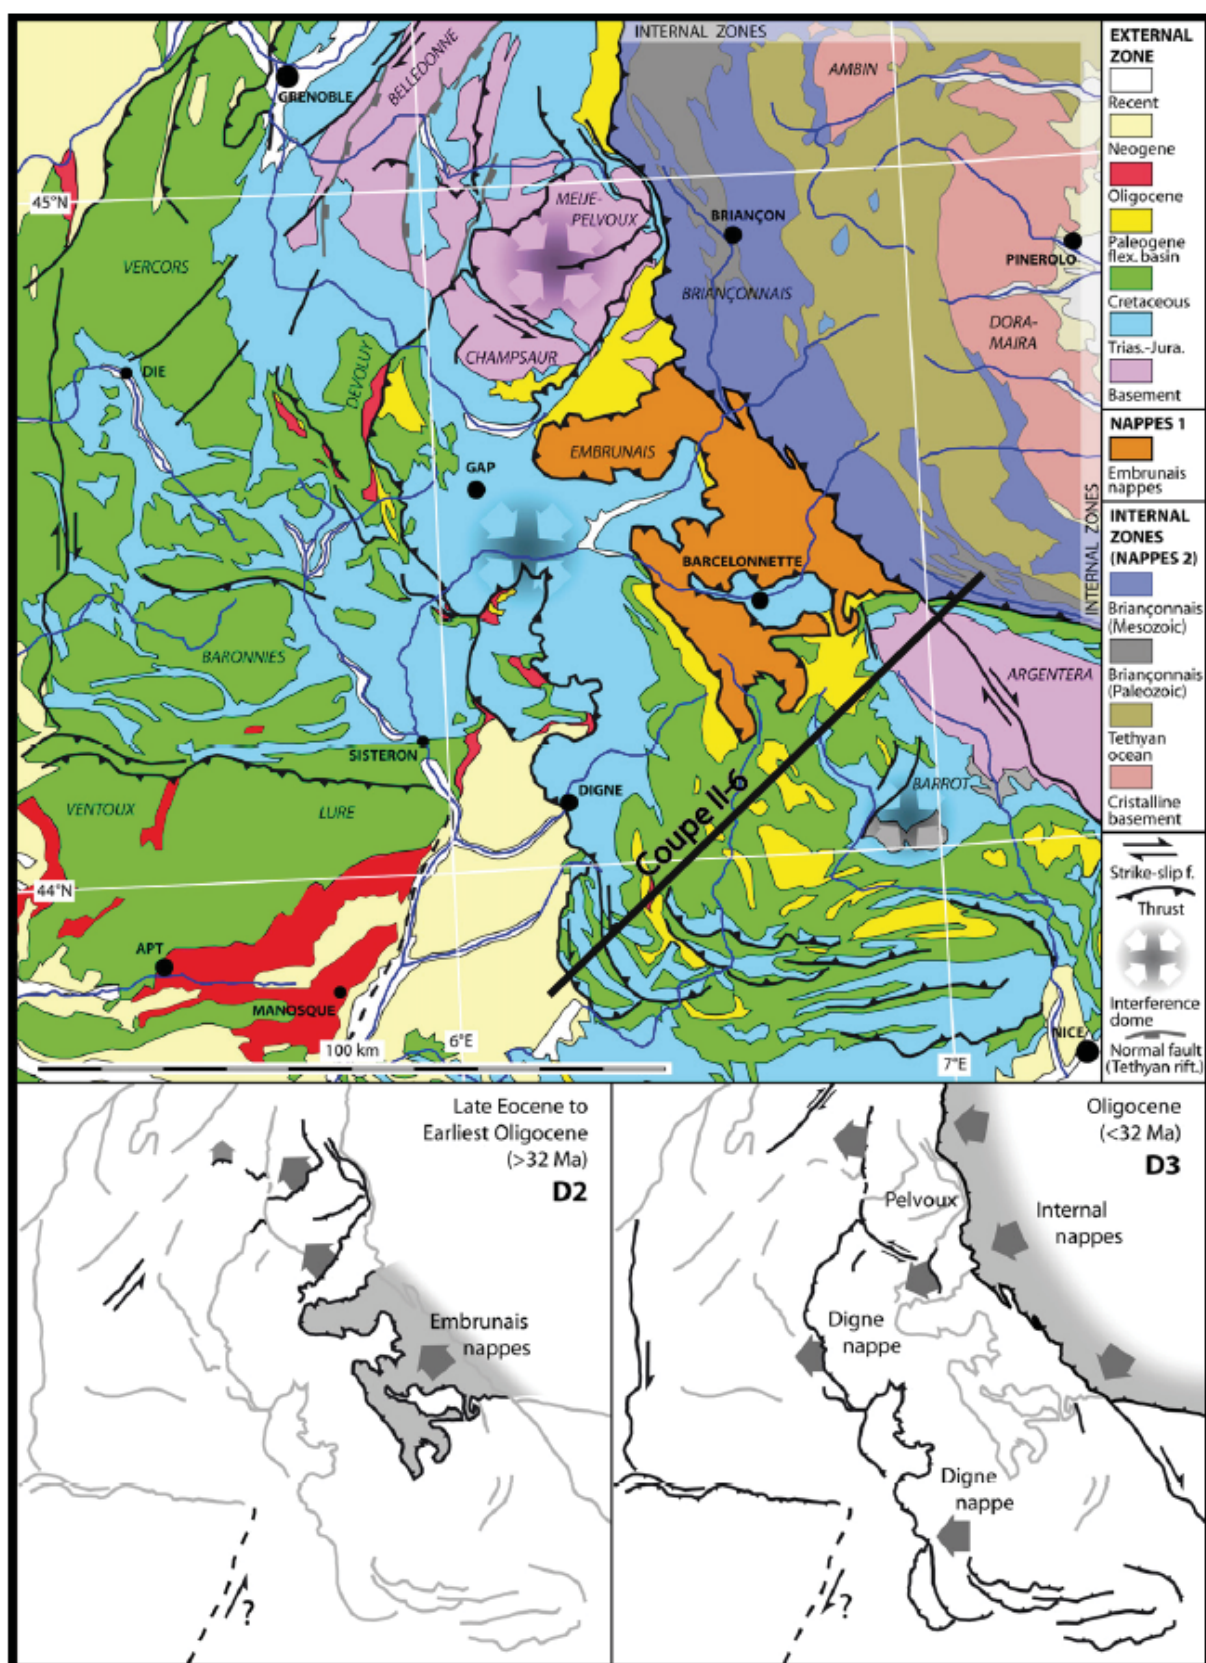 INTERNAL ZONES
BELLEDONNE
AMBIN
GRENOBLE
45°N
MEIJE-
PELVOUX
BRIANÇON
PINEROLO
VERCORS
BRIANÇONNAIS
DORA-
MAIRA
CHAMPSAUR
DEVOLUY
DIE
EMBRUNAIS
GAP
INTERNAL ZONES
BARCELONNETTE
BARONNIES
ARGENTERA
SISTERON
BARROT
DIGNE
VENTOUX
LURE
Coupe II-6
44°N
APT
MANOSQUE
6°E
100 km
NICE
7°E
EXTERNAL
ZONE
Recent
Neogene
Oligocene
Paleogene
flex. basin
Cretaceous
Trias.-Jura.
Basement
NAPPES 1
Embrunais
nappes
INTERNAL
ZONES
(NAPPES 2)
Briançonnais
(Mesozoic)
Briançonnais
(Paleozoic)
Tethyan
ocean
Cristalline
basement
Strike-slip f.
Thrust
Interference
dome
Normal fault
(Tethyan rift.)
Late Eocene to
Earliest Oligocene
(>32 Ma)
D2
Embrunais
nappes
?
Oligocene
(<32 Ma)
D3
Pelvoux
Internal
nappes
Digne
nappe
Digne
nappe
?